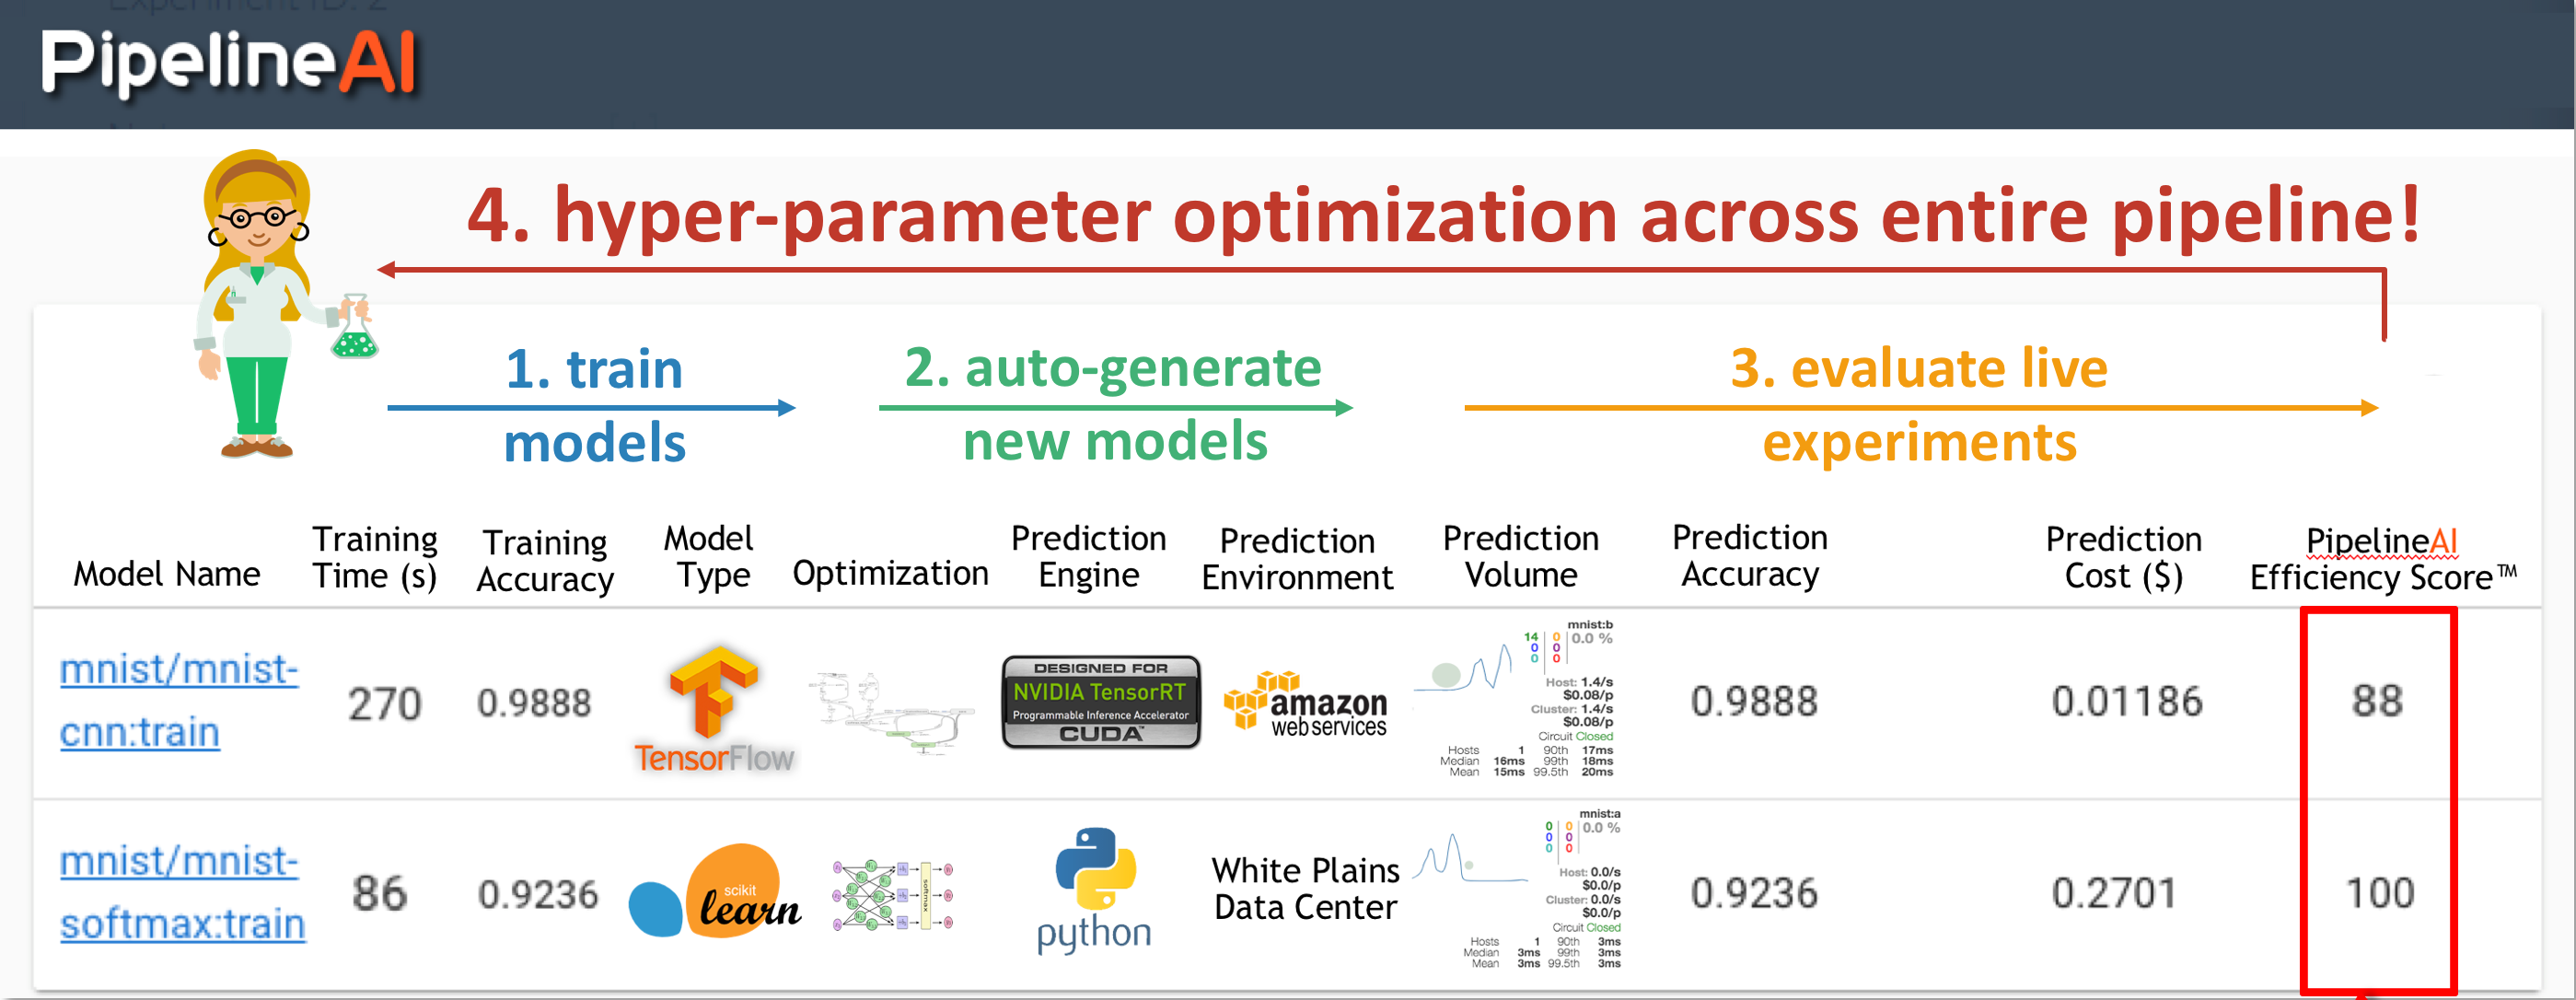 Experiment ID: 2
PipelineAI
4. hyper-parameter optimization across entire pipeline!
1. train
models
2. auto-generate
new models
3. evaluate live
experiments
Model Name
Training
Time (s)
Training
Accuracy
Model
Type
Optimization
Prediction
Engine
Prediction
Environment
Prediction
Volume
Prediction
Accuracy
Prediction
Cost ($)
PipelineAI
Efficiency Score™
mnist/mnist-
cnn:train
270
0.9888
TensorFlow
DESIGNED FOR
NVIDIA TensorRT
Programmable Inference Accelerator
CUDA™
amazon
web services
mnist:b
14 0 0.0 %
0 0
0 0
Host: 1.4/s
$0.08/p
Cluster: 1.4/s
$0.08/p
Circuit Closed
Hosts 1 90th 17ms
Median 16ms 99th 18ms
Mean 15ms 99.5th 20ms
0.9888
0.01186
88
mnist/mnist-
softmax:train
86
0.9236
scikit
learn
softmax
python
White Plains
Data Center
mnist:a
0 0 0.0 %
0 0
0 0
Host: 0.0/s
$0.0/p
Cluster: 0.0/s
$0.0/p
Circuit Closed
Hosts 1 90th 3ms
Median 3ms 99th 3ms
Mean 3ms 99.5th 3ms
0.9236
0.2701
100